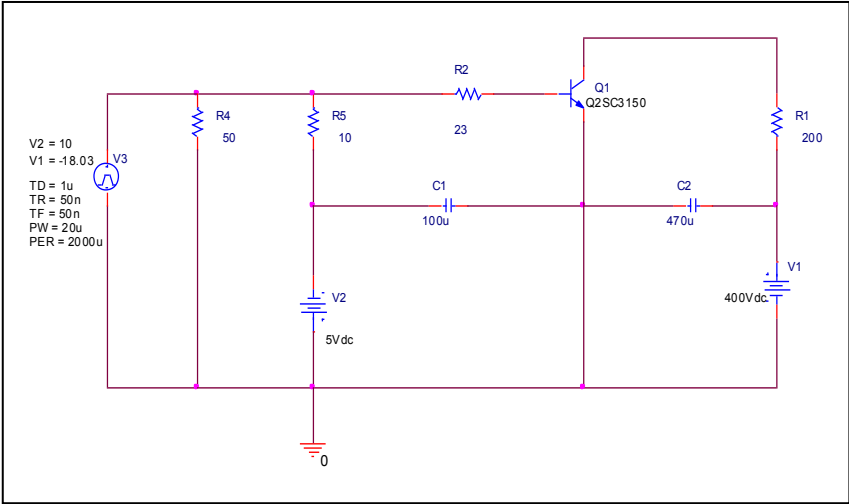 R2
23
Q1
Q2SC3150
R4
50
R5
10
R1
200
V2 = 10
V1 = -18.03
V3
TD = 1u
TR = 50n
TF = 50n
PW = 20u
PER = 2000u
C1
100u
C2
470u
V2
5Vdc
V1
400Vdc
0